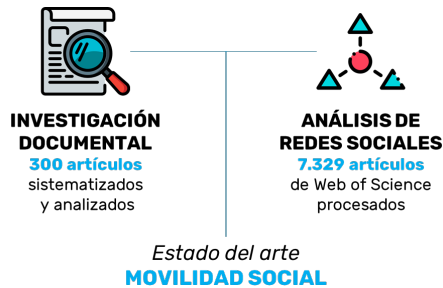 INVESTIGACIÓN
DOCUMENTAL
300 artículos
sistematizados
y analizados
ANÁLISIS DE
REDES SOCIALES
7.329 artículos
de Web of Science
procesados
Estado del arte
MOVILIDAD SOCIAL